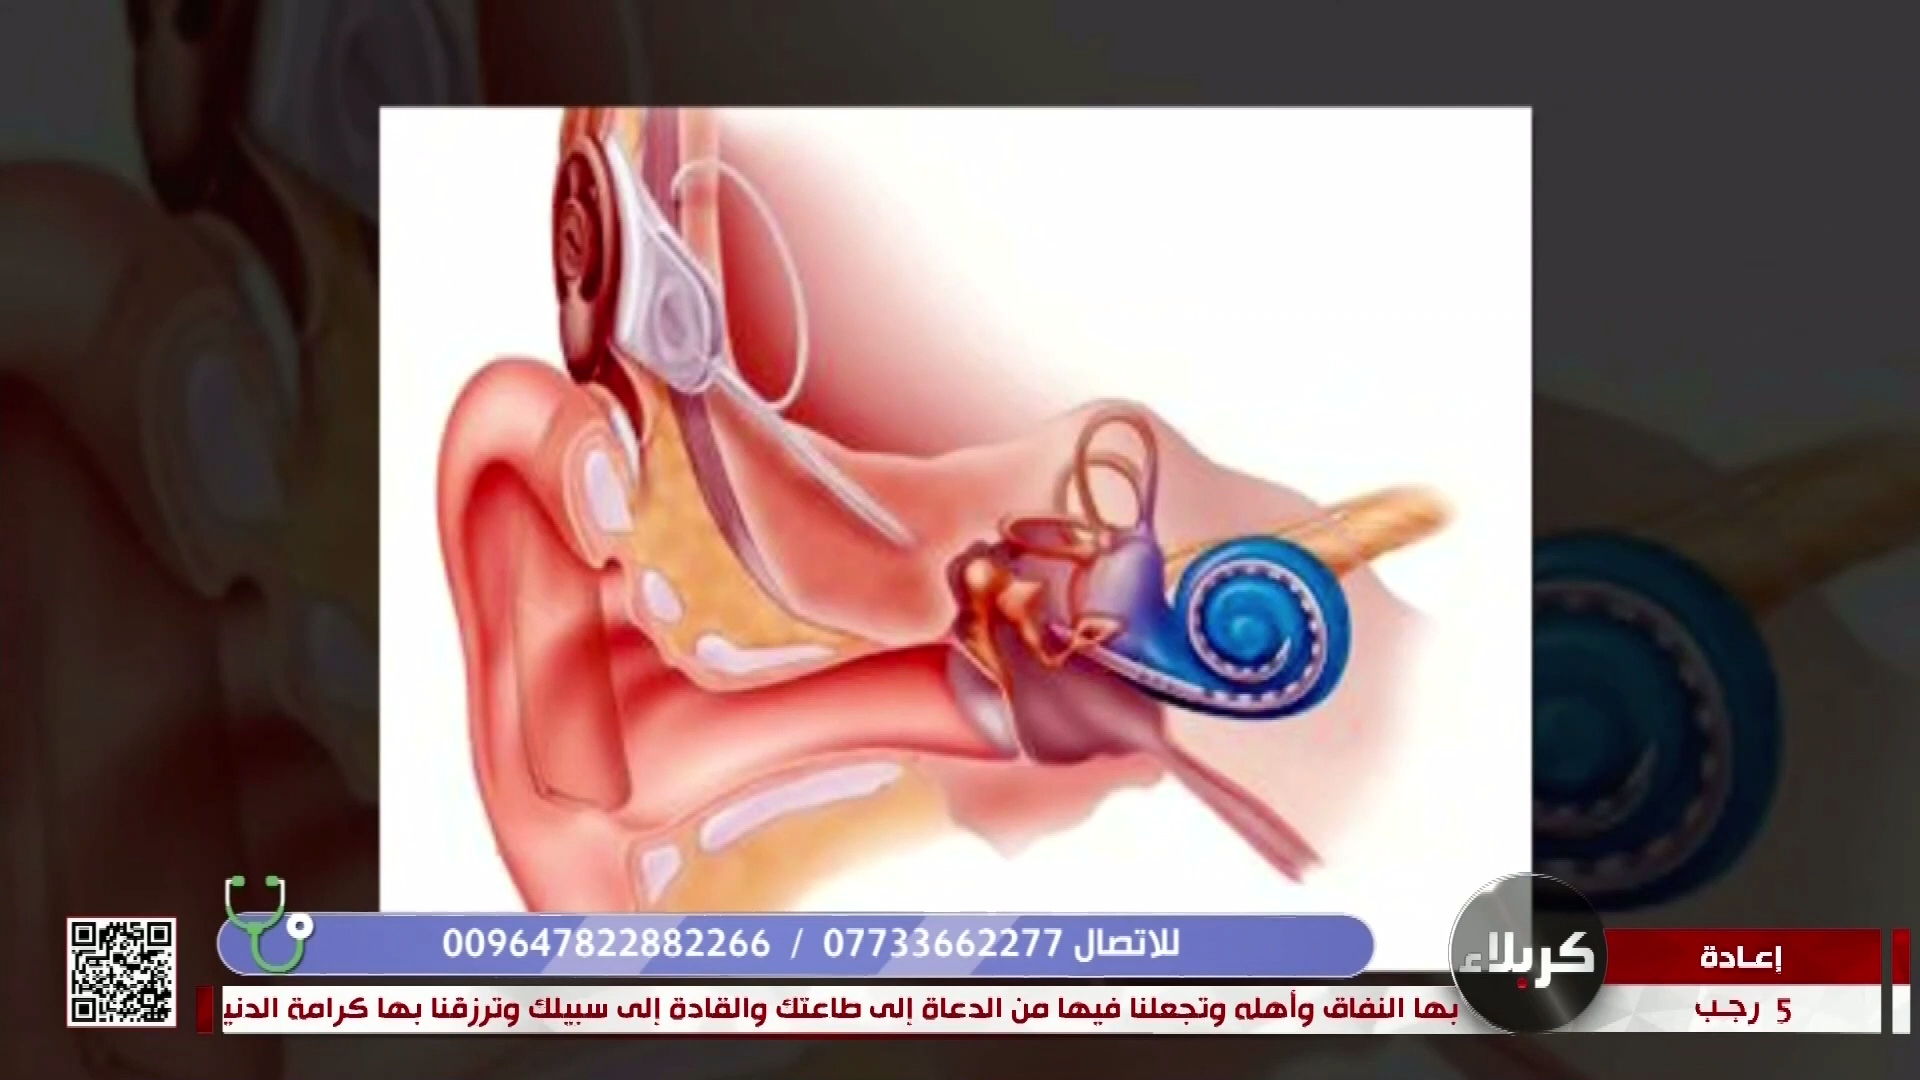 للاتصال 07733662277 / 009647822882266
كربلاء
إعادة
بها النفاق وأهله وتجعلنا فيها من الدعاة إلى طاعتك والقادة إلى سبيلك وترزقنا بها كرامة الدني
5 رجب